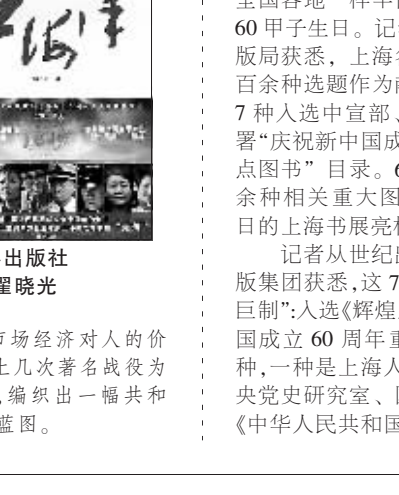 出版社
翟晓光
市场经济对人的价
上几次著名战役为
编织出一幅共和
蓝图。
全国各地一样
60 甲子生日。记
版局获悉，上海
百余种选题作为
7 种入选中宣部、
署“庆祝新中国成
点图书”目录。6
余种相关重大图
日的上海书展亮
记者从世纪出
版集团获悉,这 7
巨制”:入选《辉煌
国成立 60 周年重
种,一种是上海人
央党史研究室、
《中华人民共和国